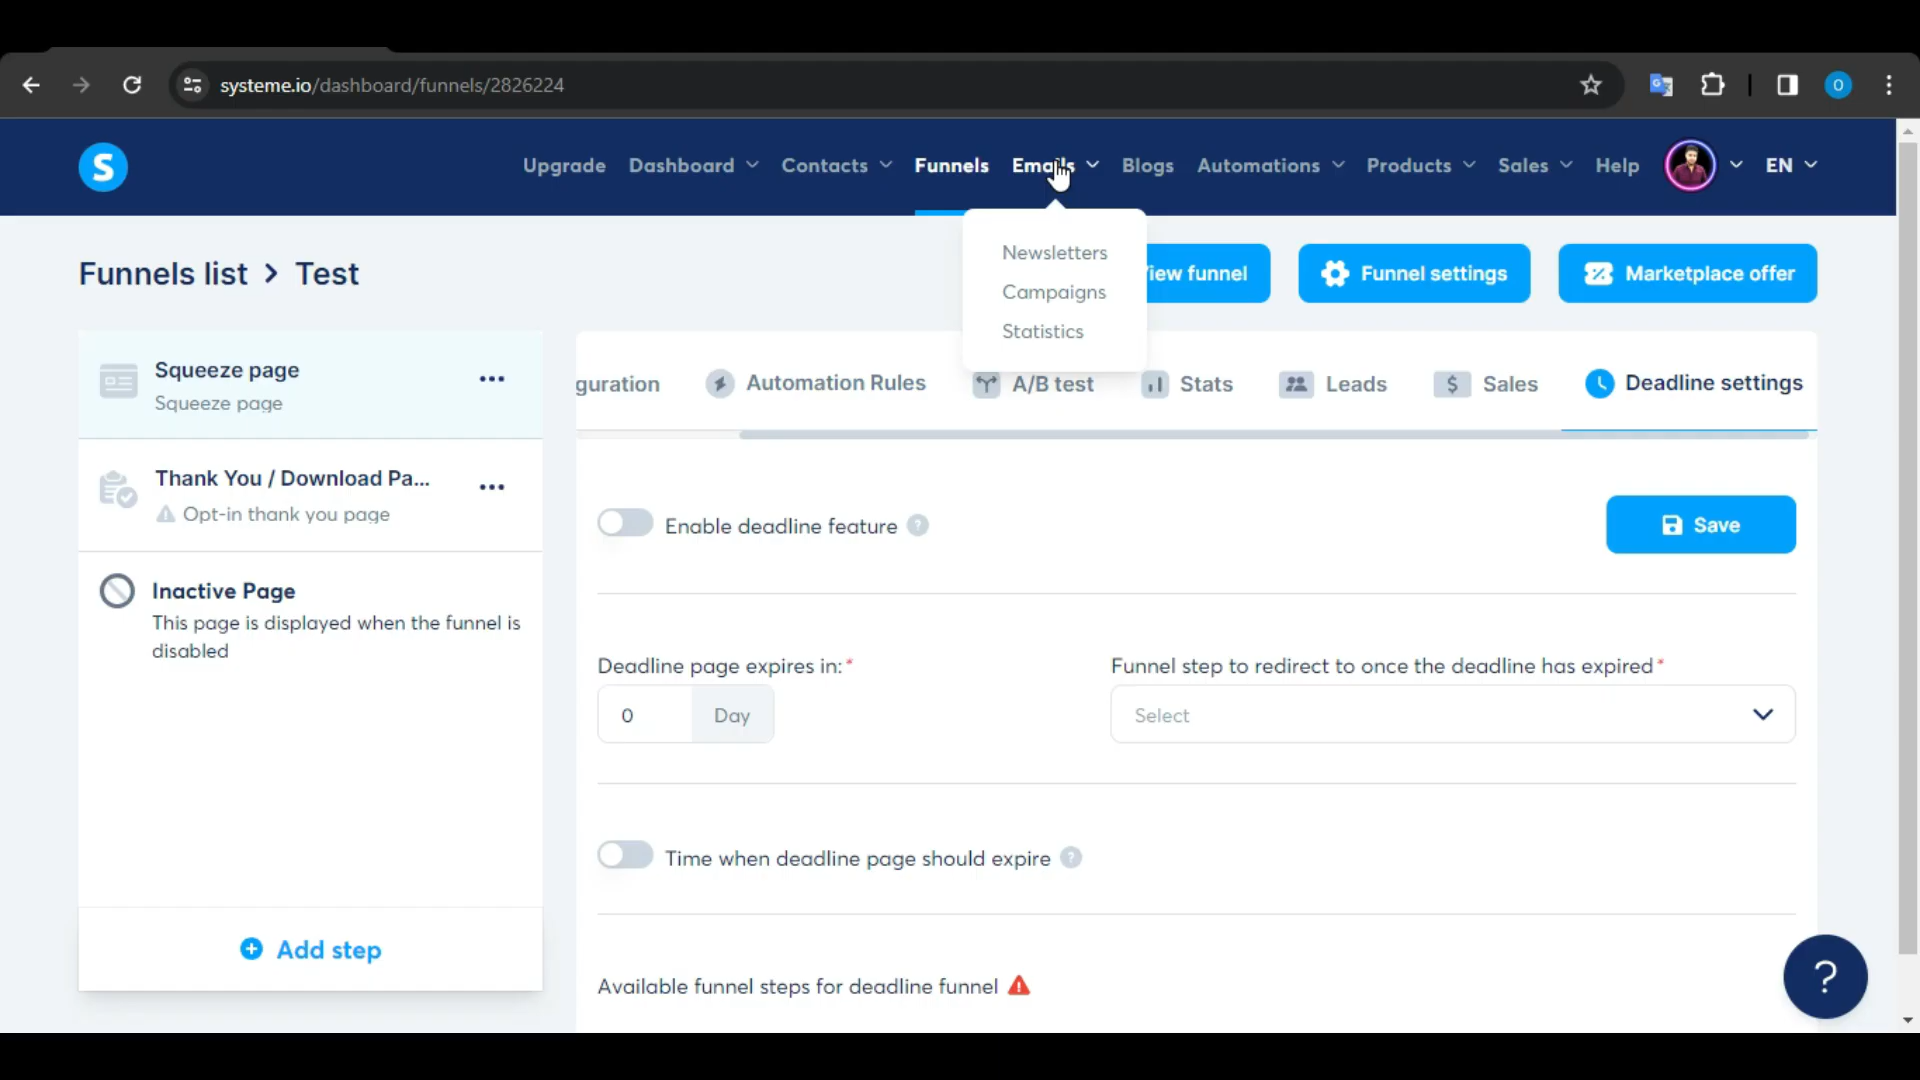 systeme.io/dashboard/funnels/2826224
O
S
Upgrade Dashboard Contacts Funnels Emails Blogs Automations Products Sales Help EN
Newsletters
Campaigns
Statistics
Funnels list > Test
iew funnel
Funnel settings
Marketplace offer
Squeeze page
Squeeze page
Thank You / Download Pa...
Opt-in thank you page
Inactive Page
This page is displayed when the funnel is
disabled
Add step
guration Automation Rules A/B test Stats Leads $ Sales Deadline settings
Enable deadline feature ?
Save
Deadline page expires in:*
0 Day
Funnel step to redirect to once the deadline has expired*
Select
Time when deadline page should expire ?
Available funnel steps for deadline funnel
?